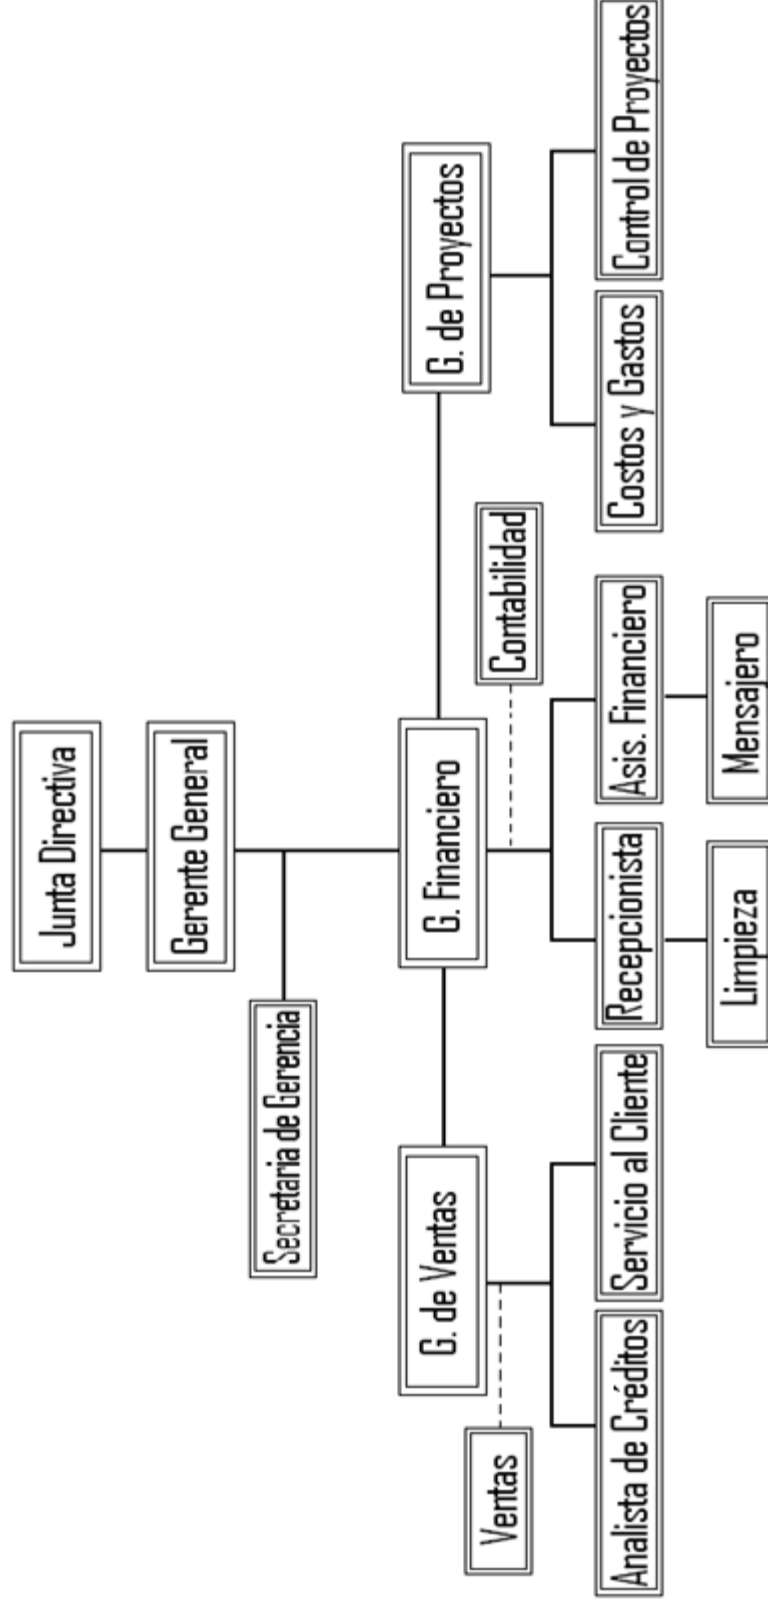 Junta Directiva
Gerente General
Secretaria de Gerencia
G. de Ventas
G. Financiero
G. de Proyectos
Ventas
Contabilidad
Analista de Créditos
Servicio al Cliente
Recepcionista
Asis. Financiero
Costos y Gastos
Control de Proyectos
Limpieza
Mensajero